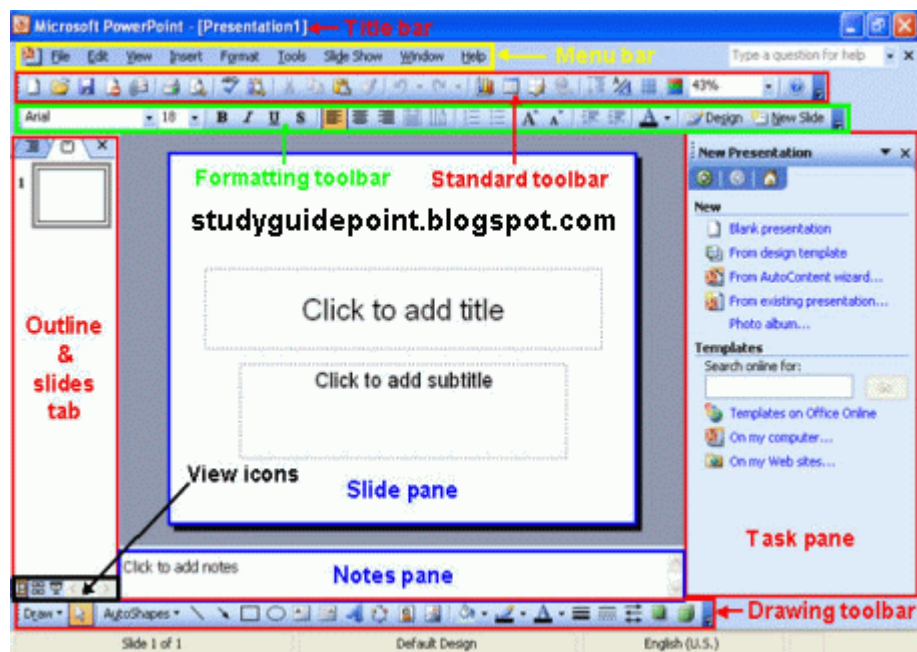 Microsoft PowerPoint - [Presentation1] Title bar
File Edit View Insert Format Tools Slide Show Window Help Menu bar Type a question for help
43%
Arial 18 B I U S Design New Slide
1
Formatting toolbar Standard toolbar
studyguidepoint.blogspot.com
Click to add title
Click to add subtitle
Outline
&
slides
tab
View icons
Slide pane
Click to add notes
Notes pane
New Presentation
New
Blank presentation
From design template
From AutoContent wizard...
From existing presentation...
Photo album...
Templates
Search online for:
Go
Templates on Office Online
On my computer...
On my Web sites...
Task pane
Draw AutoShapes A Drawing toolbar
Slide 1 of 1 Default Design English (U.S.)